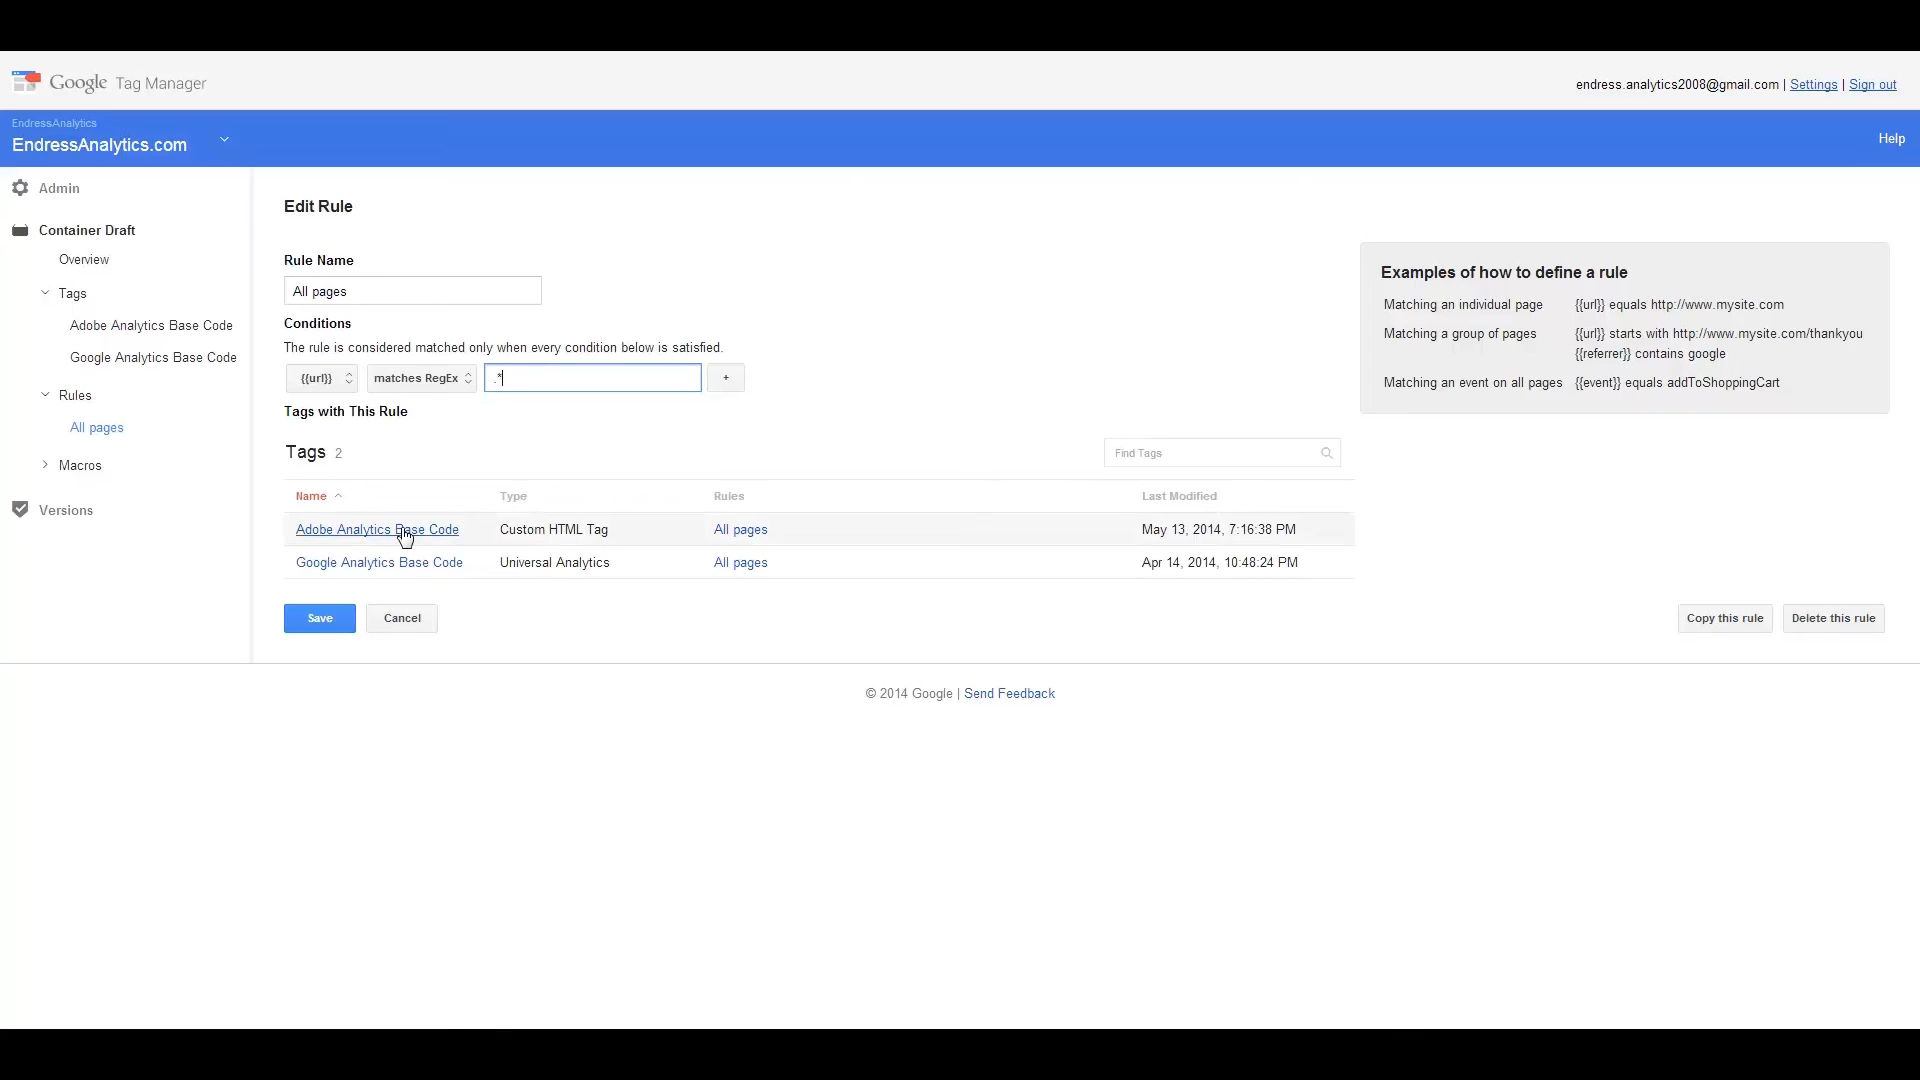 Google Tag Manager
endress.analytics2008@gmail.com | Settings | Sign out
EndressAnalytics
EndressAnalytics.com
Help
Admin
Container Draft
Overview
Tags
Adobe Analytics Base Code
Google Analytics Base Code
Rules
All pages
Macros
Versions
Edit Rule
Rule Name
All pages
Conditions
The rule is considered matched only when every condition below is satisfied.
{{url}} matches RegEx .* +
Tags with This Rule
Tags 2
Find Tags
Name Type Rules Last Modified
Adobe Analytics Base Code Custom HTML Tag All pages May 13, 2014, 7:16:38 PM
Google Analytics Base Code Universal Analytics All pages Apr 14, 2014, 10:48:24 PM
Save Cancel Copy this rule Delete this rule
Examples of how to define a rule
Matching an individual page {{url}} equals http://www.mysite.com
Matching a group of pages {{url}} starts with http://www.mysite.com/thankyou
{{referrer}} contains google
Matching an event on all pages {{event}} equals addToShoppingCart
© 2014 Google | Send Feedback